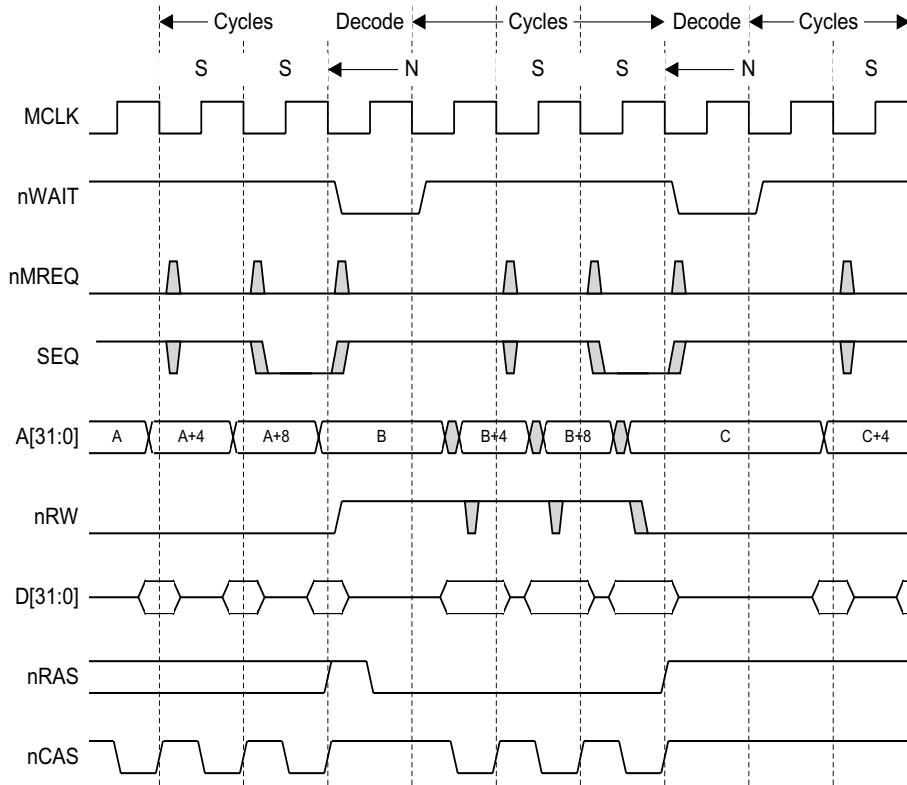 Cycles Decode Cycles Decode Cycles
S S N S S N S
MCLK
nWAIT
nMREQ
SEQ
A[31:0] A A+4 A+8 B B+4 B+8 C C+4
nRW
D[31:0]
nRAS
nCAS